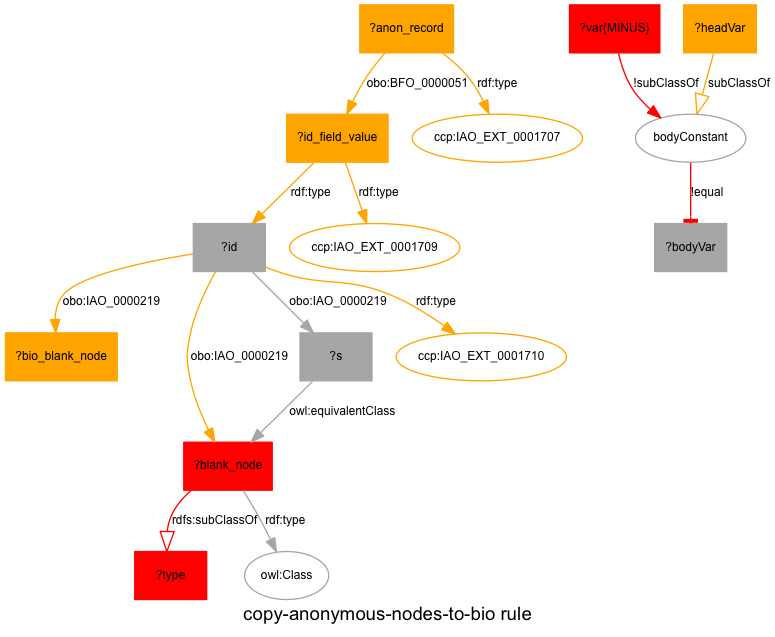 ?anon_record
?var{MINUS}
?headVar
obo:BFO_0000051
rdf:type
!subClassOf
subClassOf
?id_field_value
ccp:IAO_EXT_0001707
bodyConstant
rdf:type
rdf:type
!equal
?id
ccp:IAO_EXT_0001709
?bodyVar
obo:IAO_0000219
obo:IAO_0000219
rdf:type
?bio_blank_node
obo:IAO_0000219
?s
ccp:IAO_EXT_0001710
owl:equivalentClass
?blank_node
rdfs:subClassOf
rdf:type
?type
owl:Class
copy-anonymous-nodes-to-bio rule